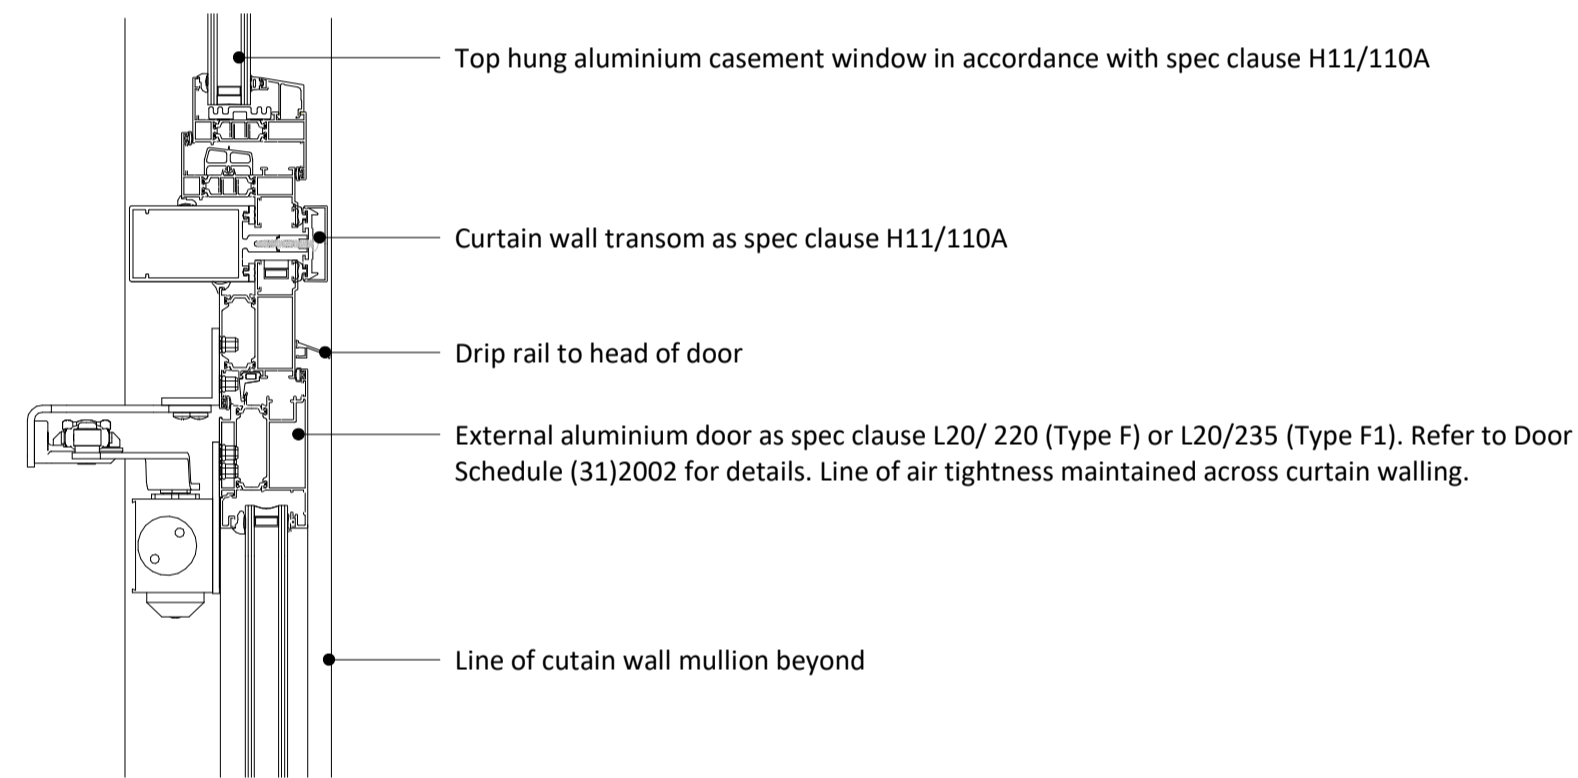 Top hung aluminium casement window in accordance with spec clause H11/110A
Curtain wall transom as spec clause H11/110A
Drip rail to head of door
External aluminium door as spec clause L20/ 220 (Type F) or L20/235 (Type F1). Refer to Door
Schedule (31)2002 for details. Line of air tightness maintained across curtain walling.
Line of cutain wall mullion beyond